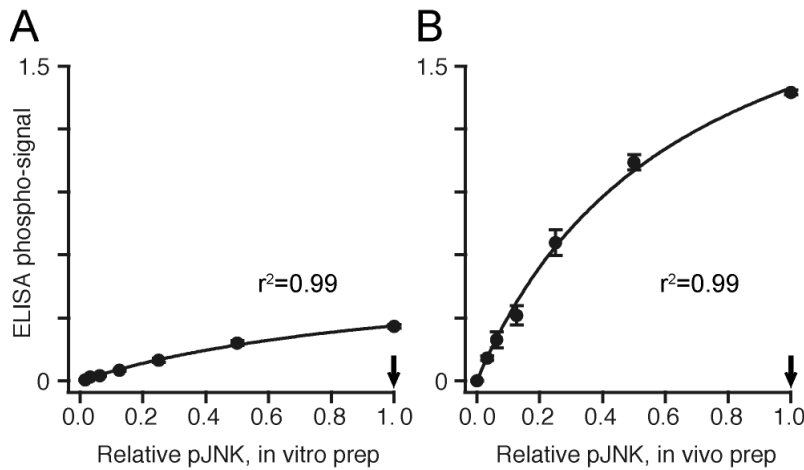 A
B
1.5
ELISA phospho-signal
r²=0.99
0
0.0 0.2 0.4 0.6 0.8 1.0
Relative pJNK, in vitro prep
1.5
r²=0.99
0
0.0 0.2 0.4 0.6 0.8 1.0
Relative pJNK, in vivo prep